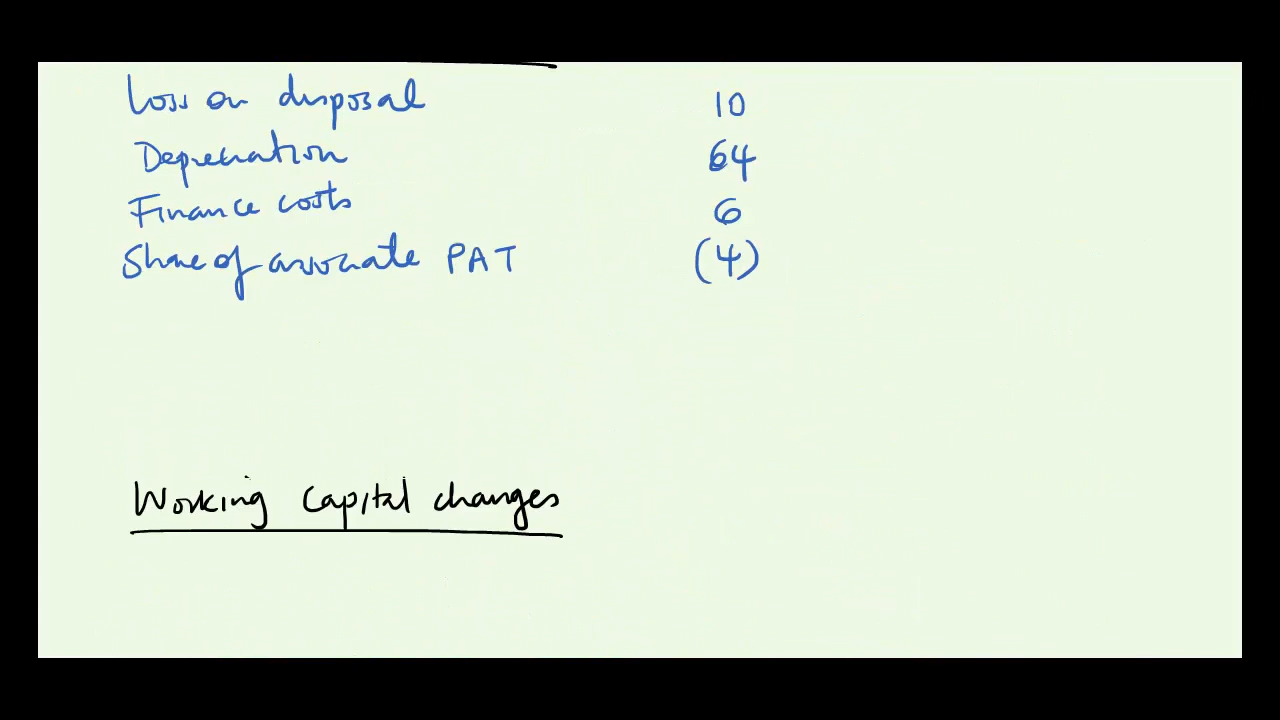 Loss on disposal 10
Depreciation 64
Finance costs 6
Share of associate PAT (4)
Working capital changes